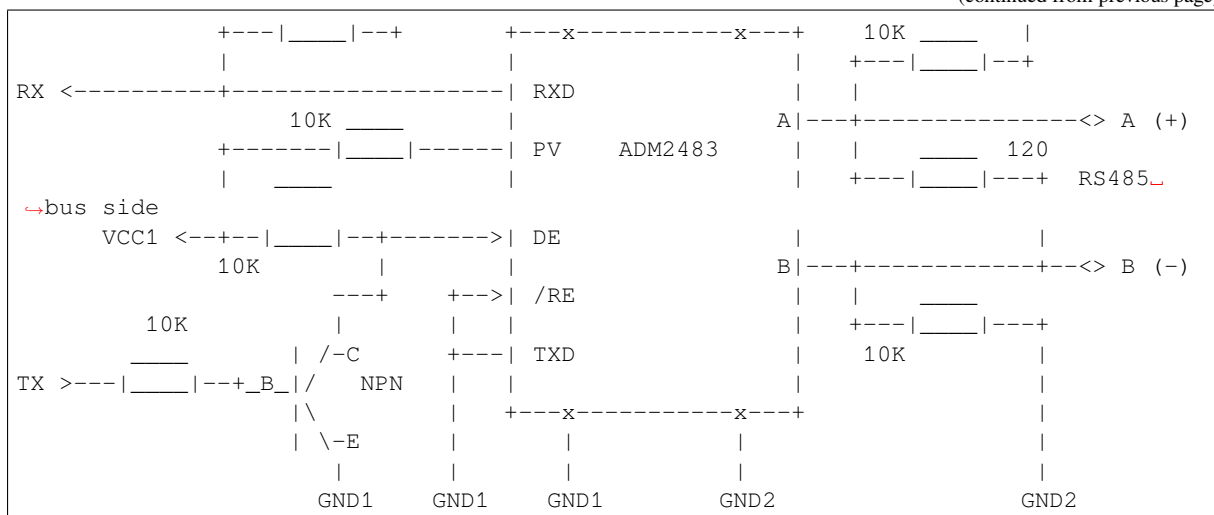 (continued from previous page)
            +---|____|--+       +---x-----------x---+    10K ____   |
            |                   |                   |   +---|____|--+
RX <----------+-------------------| RXD             |   |
                10K ____        |                  A|---+---------------<> A (+)
            +-------|____|------| PV     ADM2483    |   |    ____  120
            |   ____            |                   |   +---|____|---+  RS485␣
↪bus side
    VCC1 <--+--|____|--+------->| DE                |                |
            10K        |        |                  B|---+------------+--<> B (-)
                    ---+    +-->| /RE               |   |    ____
       10K          |       |   |                   |   +---|____|---+
      ____       | /-C      +---| TXD               |    10K         |
TX >---|____|--+_B_|/   NPN   |   |                   |                |
                 |\         |   +---x-----------x---+                |
                 | \-E      |       |           |                    |
                    |       |       |           |                    |
                  GND1    GND1    GND1        GND2                 GND2